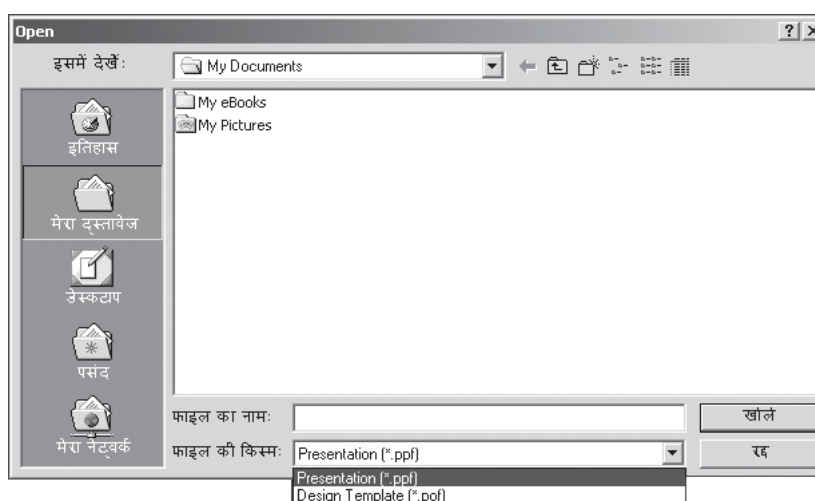 Open
इसमें देखें:
My Documents
My eBooks
My Pictures
इतिहास
मेरा दस्तावेज
डेस्कटाप
पसंद
मेरा नेटवर्क
फाइल का नाम:
खोलें
फाइल की किस्म:
Presentation (*.ppf)
रद्द
Presentation (*.ppf)
Design Template (*.pof)